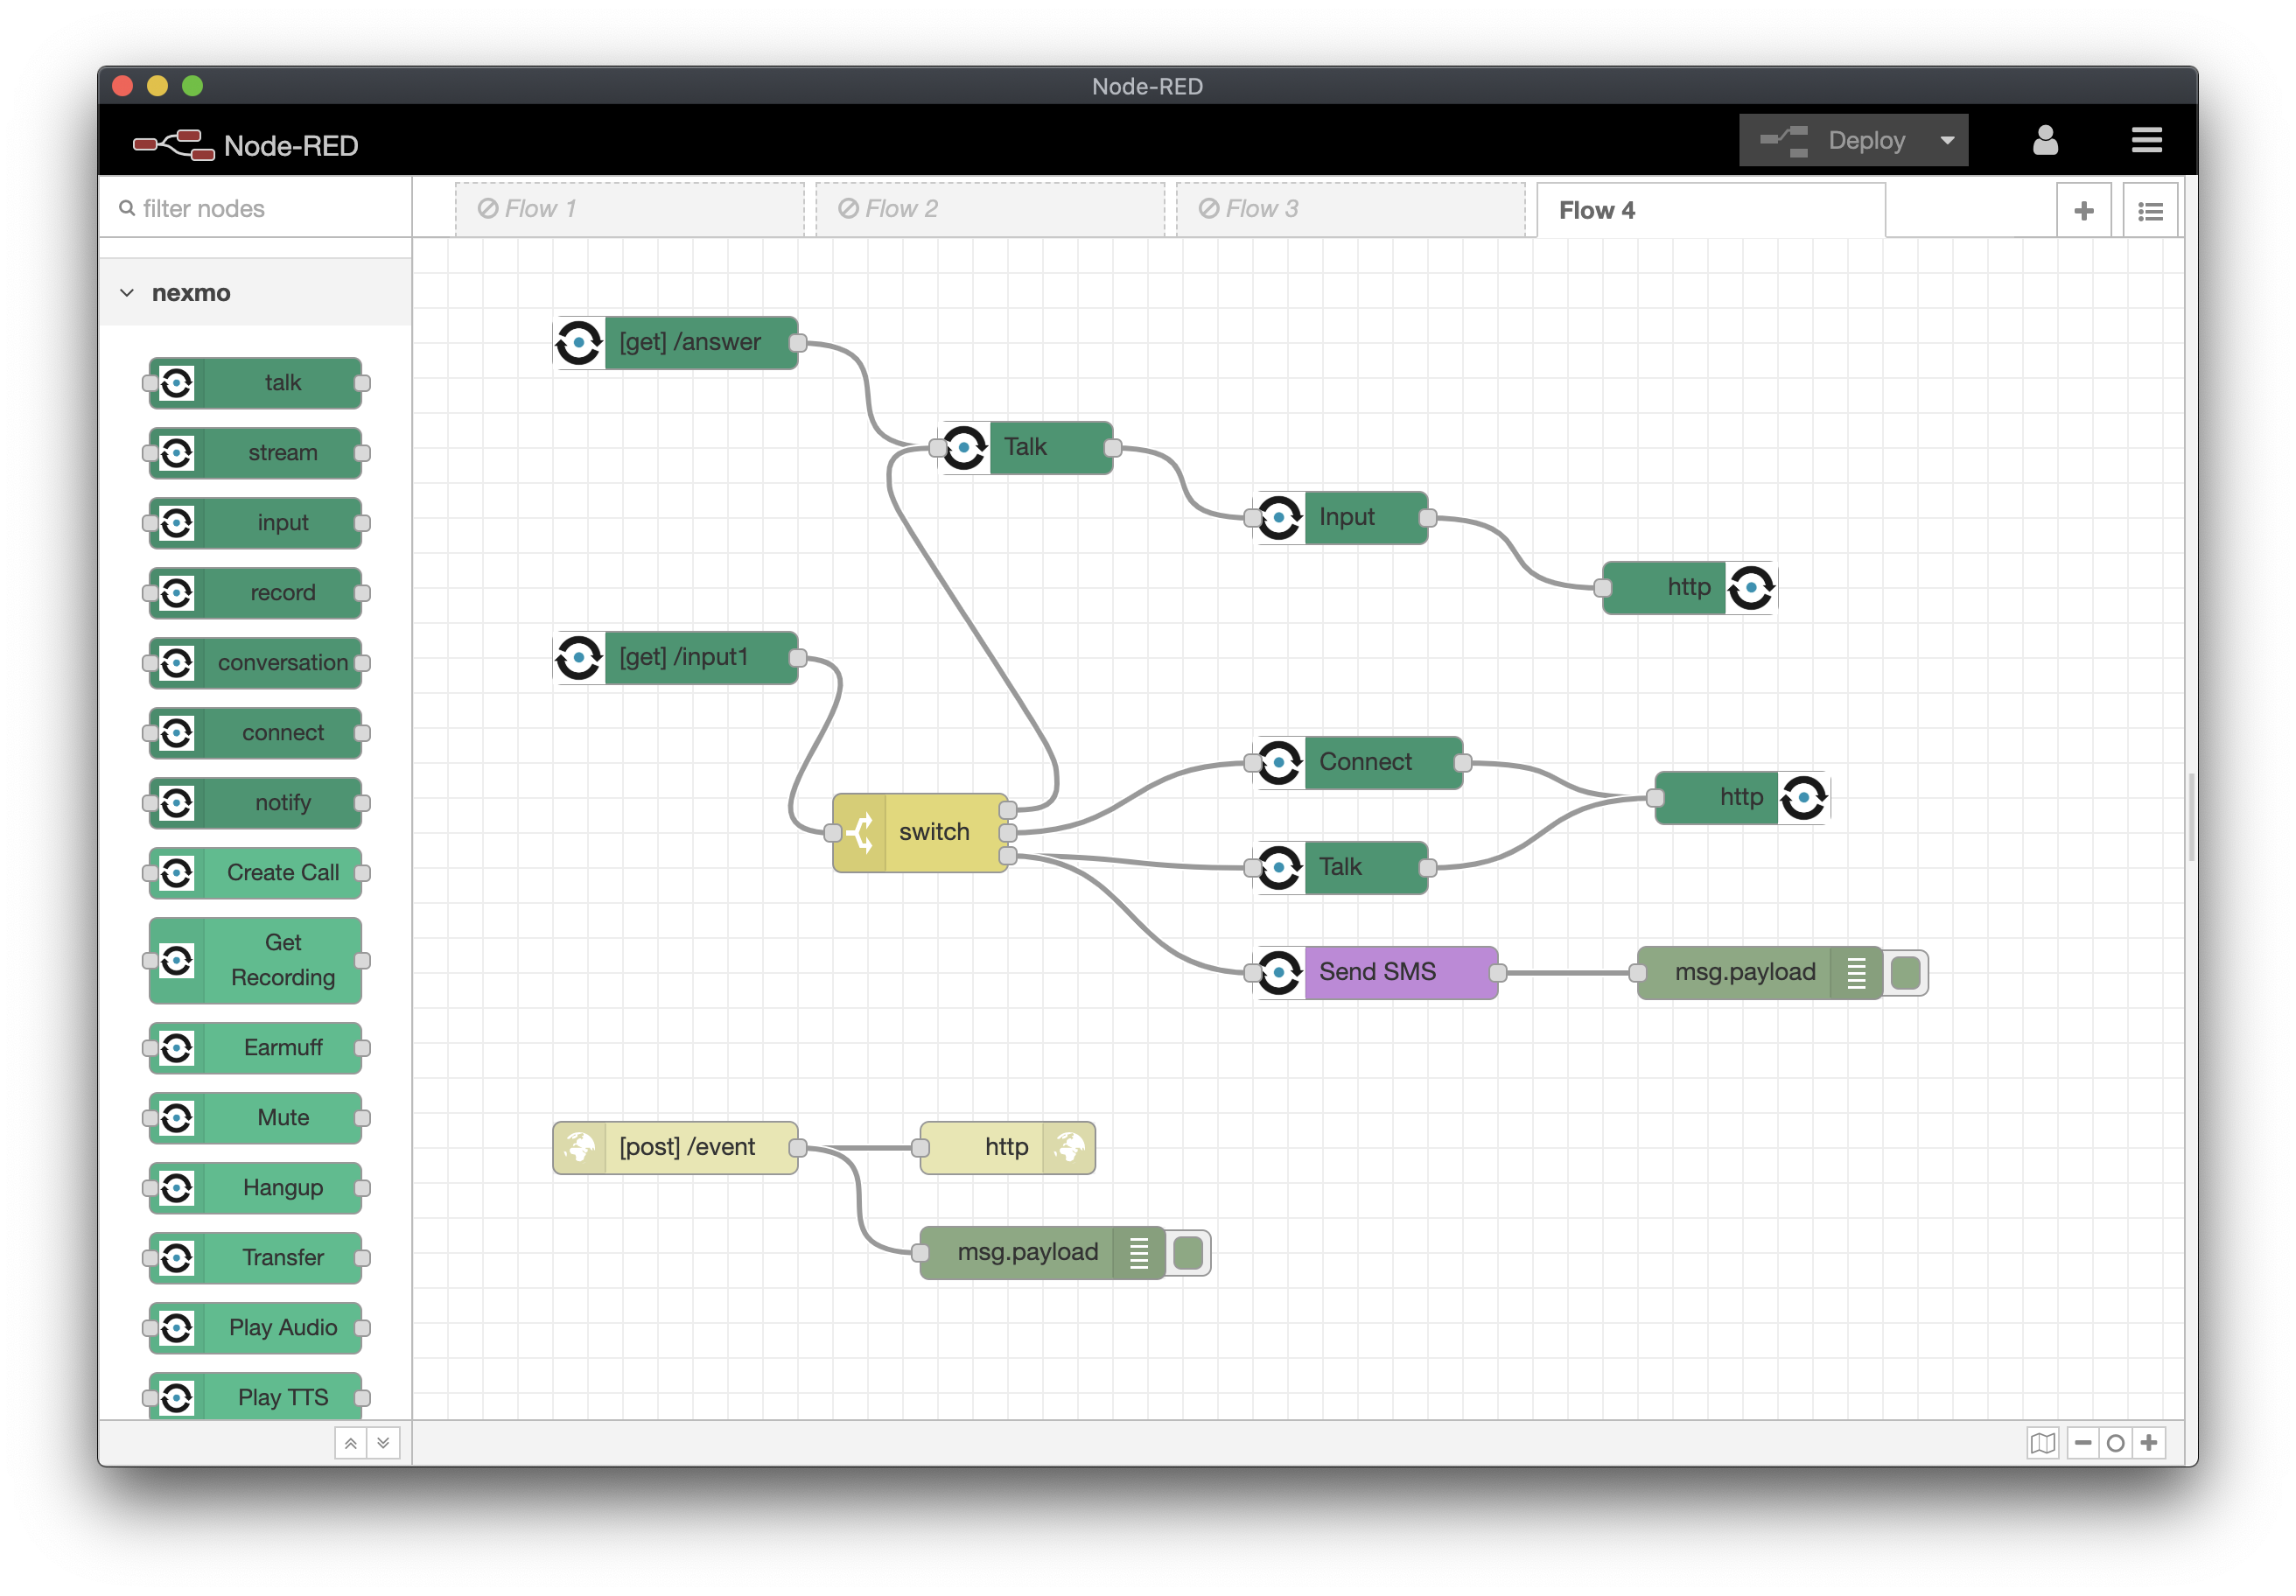 Node-RED
Node-RED
Deploy
filter nodes
Flow 1
Flow 2
Flow 3
Flow 4
nexmo
talk
stream
input
record
conversation
connect
notify
Create Call
Get
Recording
Earmuff
Mute
Hangup
Transfer
Play Audio
Play TTS
[get] /answer
Talk
Input
http
[get] /input1
switch
Connect
http
Talk
Send SMS
msg.payload
[post] /event
http
msg.payload